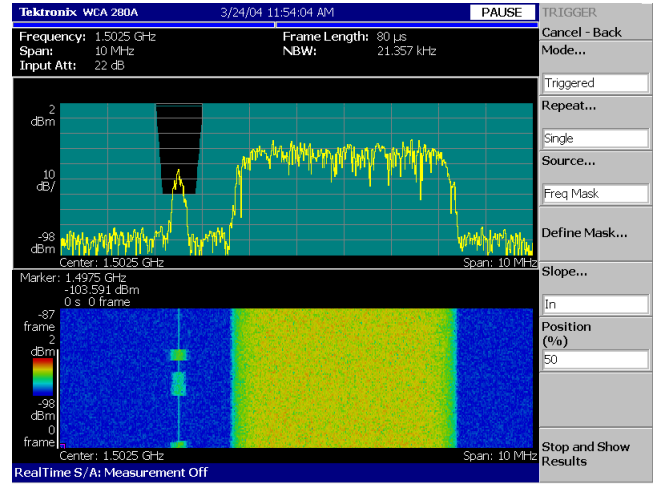 Tektronix WCA 280A 3/24/04 11:54:04 AM PAUSE TRIGGER
Cancel - Back
Frequency: 1.5025 GHz Frame Length: 80 µs
Span: 10 MHz NBW: 21.357 kHz
Input Att: 22 dB
Mode...
Triggered
Repeat...
Single
Source...
Freq Mask
Define Mask...
Slope...
In
Position
(%)
50
Stop and Show
Results
2
dBm
10
dB/
-98
dBm
Center: 1.5025 GHz Span: 10 MHz
Marker: 1.4975 GHz
-103.591 dBm
0 s 0 frame
-87
frame
2
dBm
-98
dBm
0
frame
Center: 1.5025 GHz Span: 10 MHz
RealTime S/A: Measurement Off